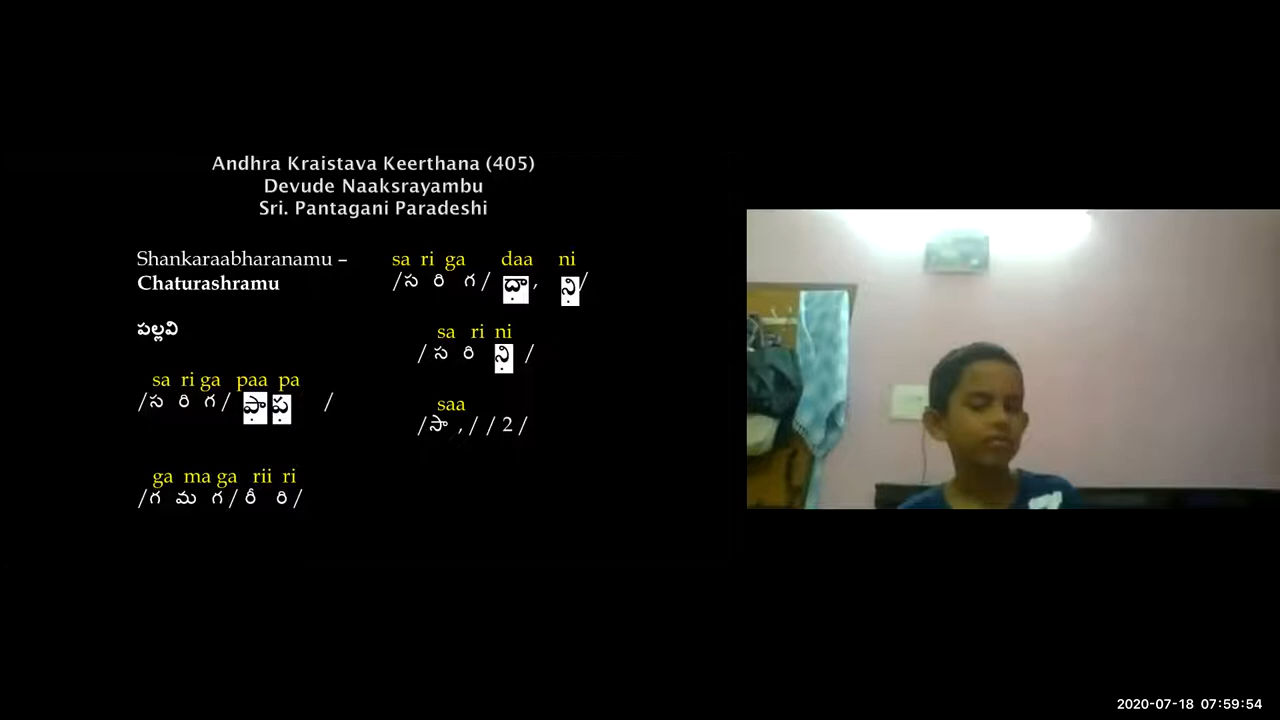 Andhra Kraistava Keerthana (405)
Devude Naaksrayambu
Sri. Pantagani Paradeshi
Shankaraabharanamu –
Chaturashramu
పల్లవి
sa ri ga paa pa
/స రి గ/ పా̣ ప̣ /
ga ma ga rii ri
/గ మ గ/ రీ రి/
sa ri ga daa ni
/స రి గ/ దా̣ , ని̣/
sa ri ni
/ స రి ని̣ /
saa
/సా , / / 2 /
2020-07-18 07:59:54